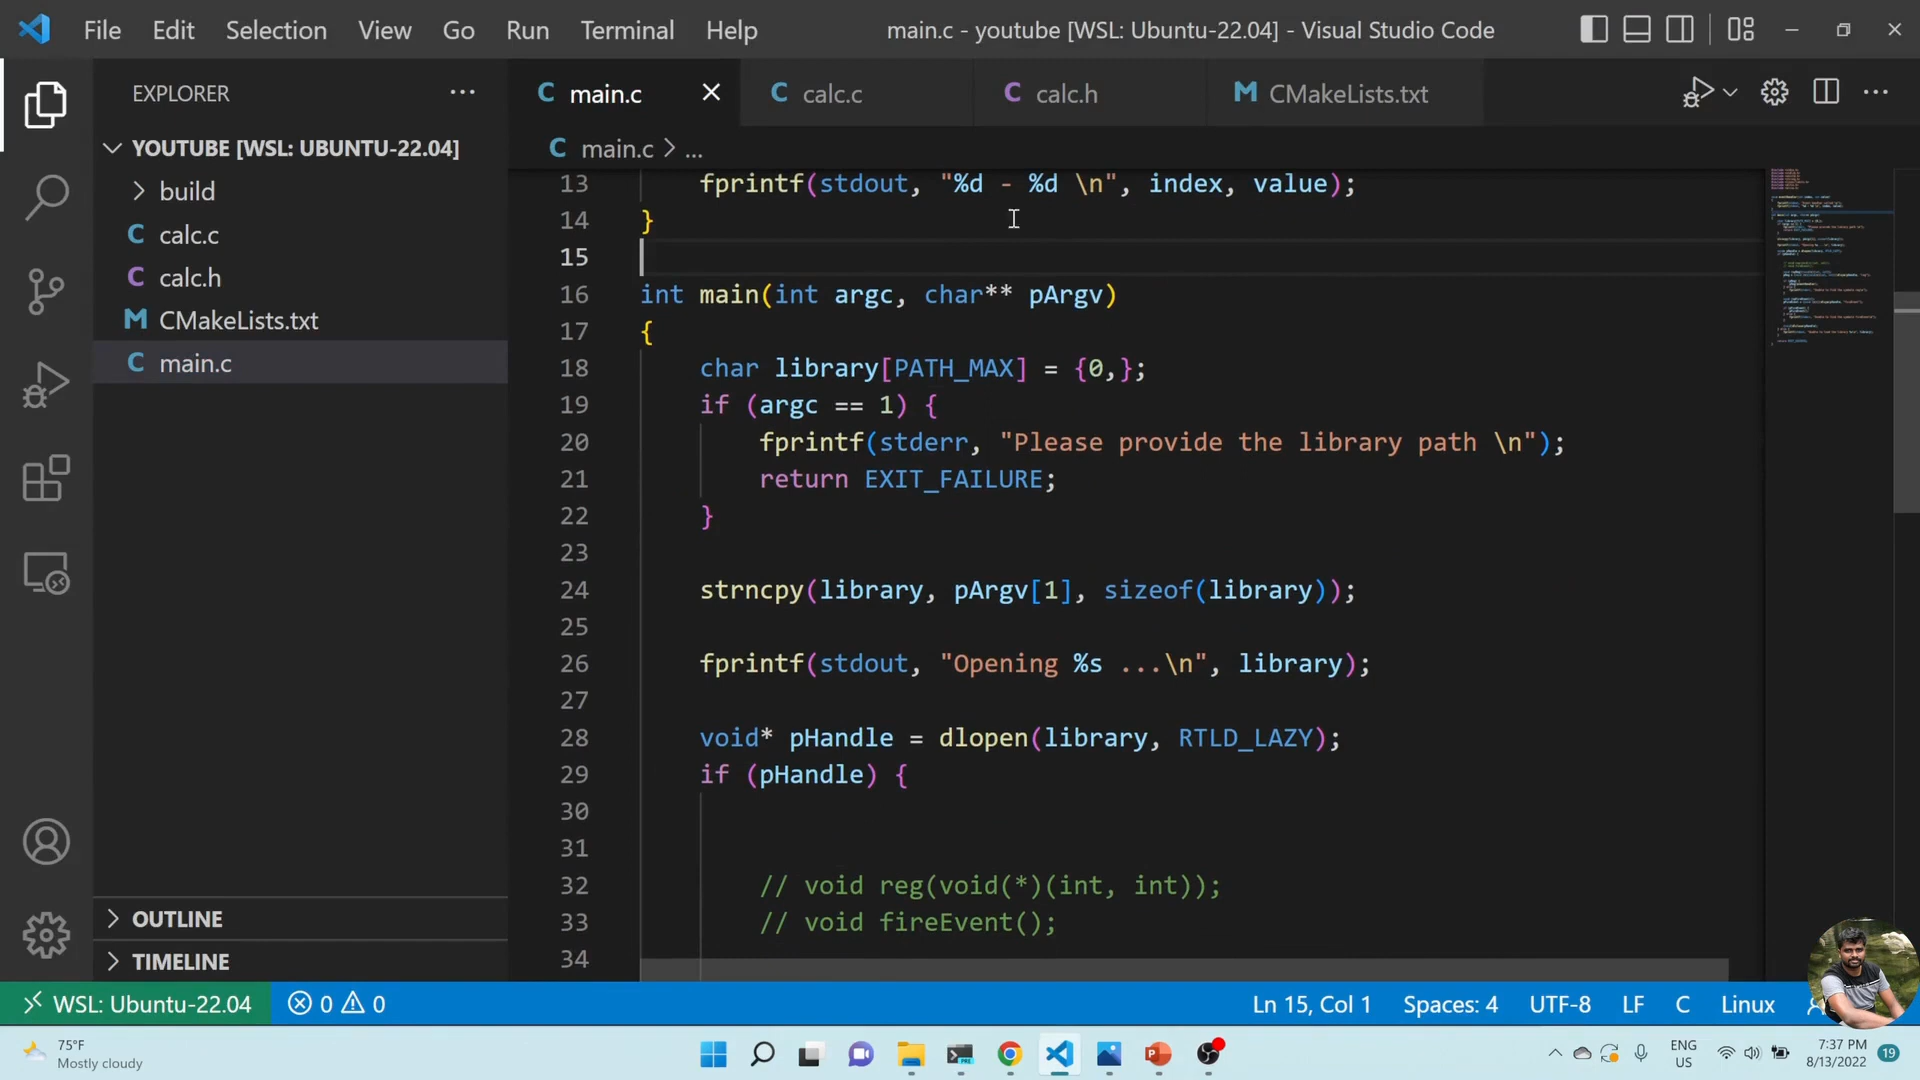 File Edit Selection View Go Run Terminal Help main.c - youtube [WSL: Ubuntu-22.04] - Visual Studio Code
EXPLORER
YOUTUBE [WSL: UBUNTU-22.04]
build
C calc.c
C calc.h
M CMakeLists.txt
C main.c
OUTLINE
TIMELINE
C main.c C calc.c C calc.h M CMakeLists.txt
C main.c > ...
13 fprintf(stdout, "%d - %d \n", index, value);
14 }
15
16 int main(int argc, char** pArgv)
17 {
18 char library[PATH_MAX] = {0,};
19 if (argc == 1) {
20 fprintf(stderr, "Please provide the library path \n");
21 return EXIT_FAILURE;
22 }
23
24 strncpy(library, pArgv[1], sizeof(library));
25
26 fprintf(stdout, "Opening %s ...\n", library);
27
28 void* pHandle = dlopen(library, RTLD_LAZY);
29 if (pHandle) {
30
31
32 // void reg(void(*)(int, int));
33 // void fireEvent();
34
WSL: Ubuntu-22.04 0 0 Ln 15, Col 1 Spaces: 4 UTF-8 LF C Linux
75°F
Mostly cloudy
ENG
US
7:37 PM
8/13/2022
19